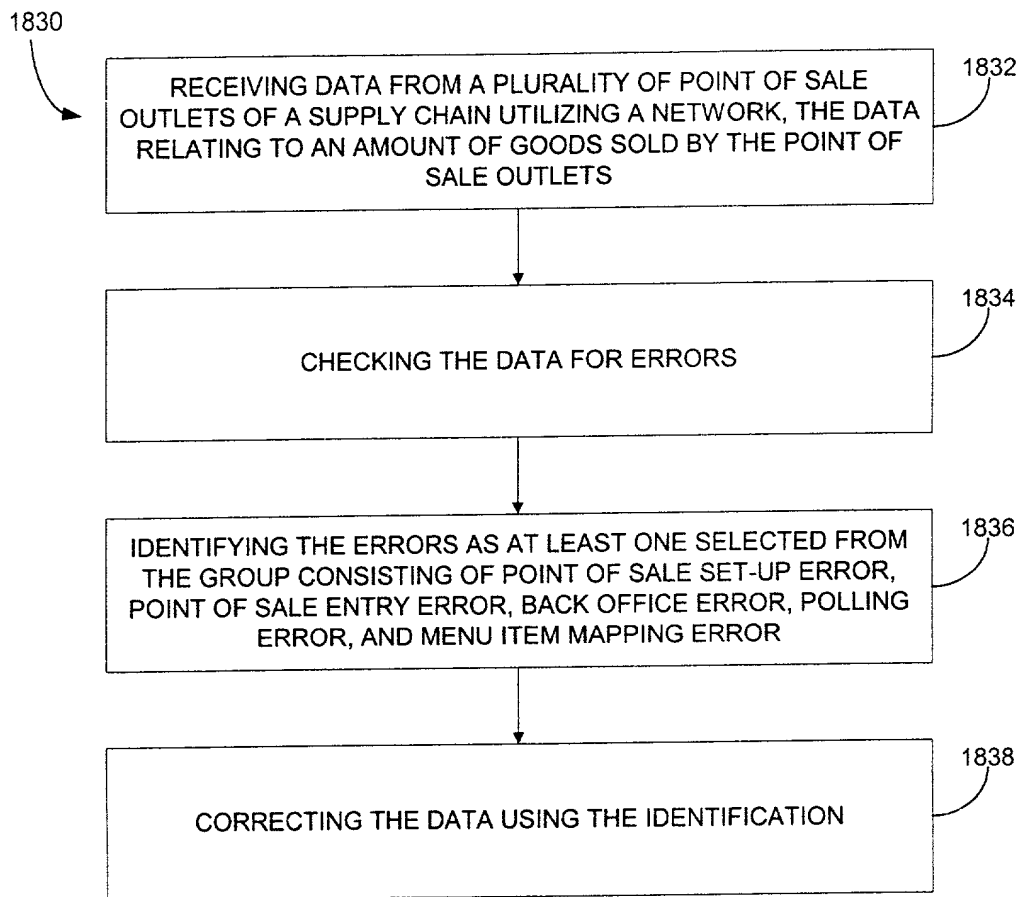 1830
1832
RECEIVING DATA FROM A PLURALITY OF POINT OF SALE
OUTLETS OF A SUPPLY CHAIN UTILIZING A NETWORK, THE DATA
RELATING TO AN AMOUNT OF GOODS SOLD BY THE POINT OF
SALE OUTLETS
1834
CHECKING THE DATA FOR ERRORS
1836
IDENTIFYING THE ERRORS AS AT LEAST ONE SELECTED FROM
THE GROUP CONSISTING OF POINT OF SALE SET-UP ERROR,
POINT OF SALE ENTRY ERROR, BACK OFFICE ERROR, POLLING
ERROR, AND MENU ITEM MAPPING ERROR
1838
CORRECTING THE DATA USING THE IDENTIFICATION